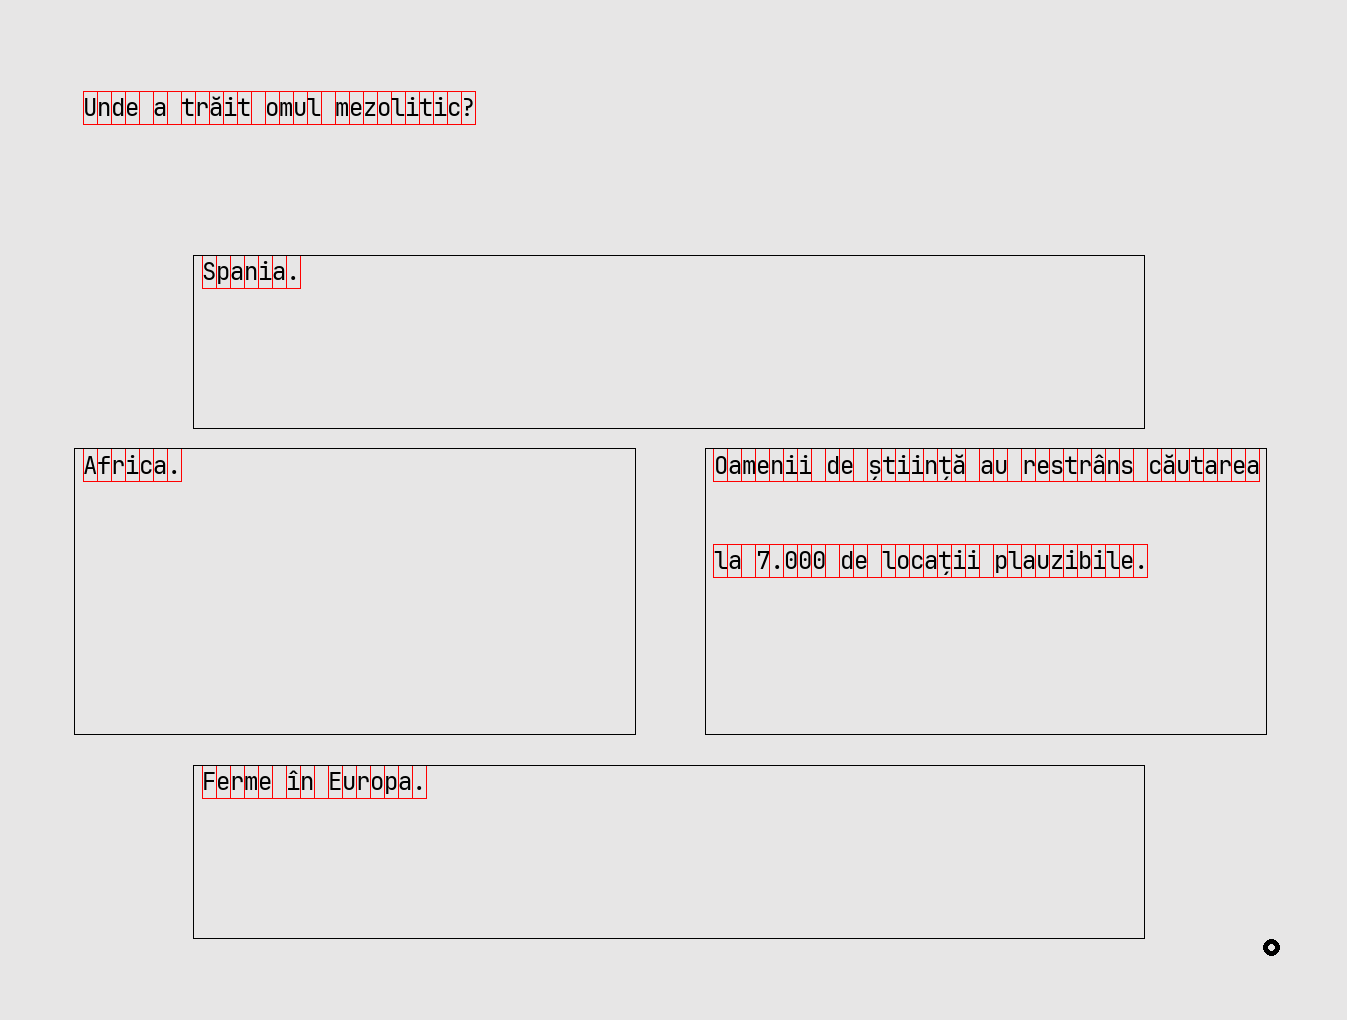 Unde a trăit omul mezolitic?
Spania.
Africa.
Oamenii de știință au restrâns căutarea
la 7.000 de locații plauzibile.
Ferme în Europa.